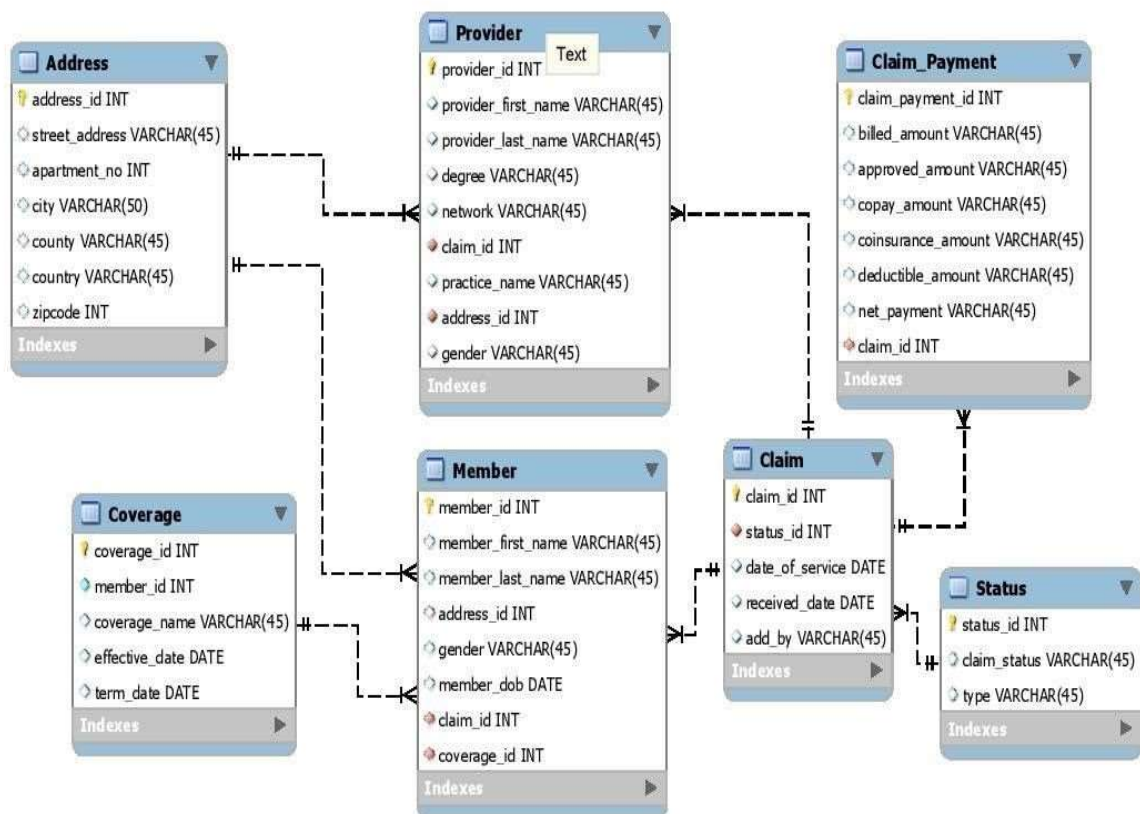 Address
address_id INT
street_address VARCHAR(45)
apartment_no INT
city VARCHAR(50)
county VARCHAR(45)
country VARCHAR(45)
zipcode INT
Indexes
Provider
Text
provider_id INT
provider_first_name VARCHAR(45)
provider_last_name VARCHAR(45)
degree VARCHAR(45)
network VARCHAR(45)
claim_id INT
practice_name VARCHAR(45)
address_id INT
gender VARCHAR(45)
Indexes
Claim_Payment
claim_payment_id INT
billed_amount VARCHAR(45)
approved_amount VARCHAR(45)
copay_amount VARCHAR(45)
coinsurance_amount VARCHAR(45)
deductible_amount VARCHAR(45)
net_payment VARCHAR(45)
claim_id INT
Indexes
Coverage
coverage_id INT
member_id INT
coverage_name VARCHAR(45)
effective_date DATE
term_date DATE
Indexes
Member
member_id INT
member_first_name VARCHAR(45)
member_last_name VARCHAR(45)
address_id INT
gender VARCHAR(45)
member_dob DATE
claim_id INT
coverage_id INT
Indexes
Claim
claim_id INT
status_id INT
date_of_service DATE
received_date DATE
add_by VARCHAR(45)
Indexes
Status
status_id INT
claim_status VARCHAR(45)
type VARCHAR(45)
Indexes